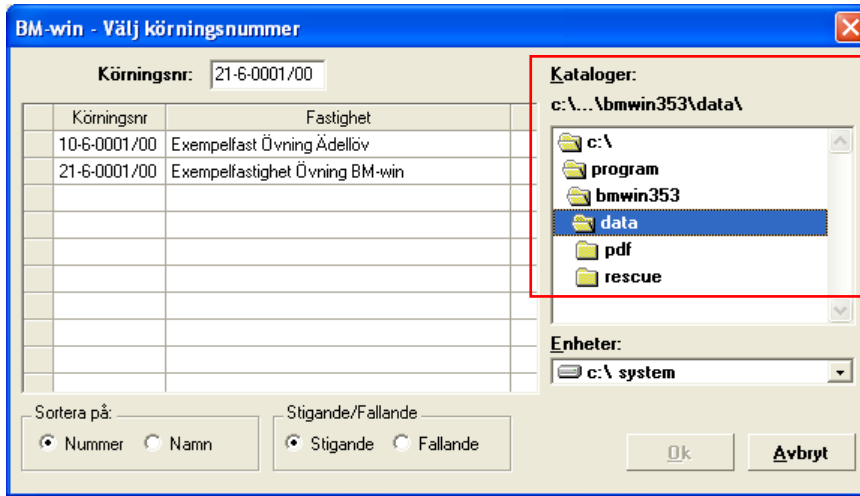 BM-win - Välj körningsnummer
Körningsnr: 21-6-0001/00
Körningsnr Fastighet
10-6-0001/00 Exempelfast Övning Ädellöv
21-6-0001/00 Exempelfastighet Övning BM-win
Sortera på:
Nummer Namn
Stigande/Fallande
Stigande Fallande
Kataloger:
c:\...\bmwin353\data\
c:\
program
bmwin353
data
pdf
rescue
Enheter:
c:\ system
Ok Avbryt